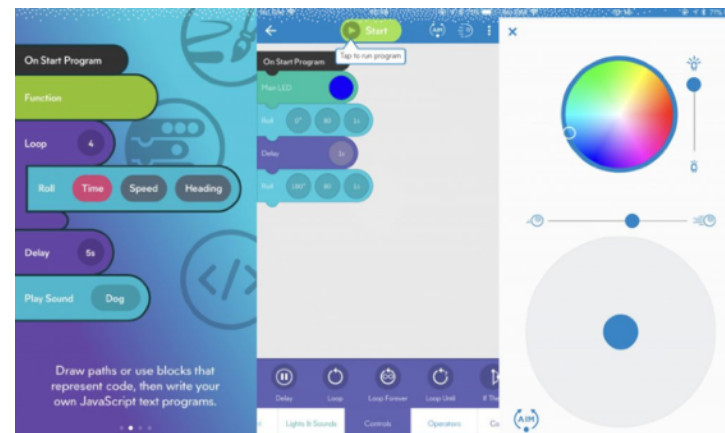 On Start Program
Function
Loop 4
Roll Time Speed Heading
Delay 5s
Play Sound Dog
Draw paths or use blocks that
represent code, then write your
own JavaScript text programs.
Start
Tap to run program
On Start Program
Main LED
Roll 0° 80 1s
Delay 1s
Roll 180° 80 1s
Delay
Loop
Loop Forever
Loop Until
If The
Lights & Sounds
Controls
Operators
Co
AIM